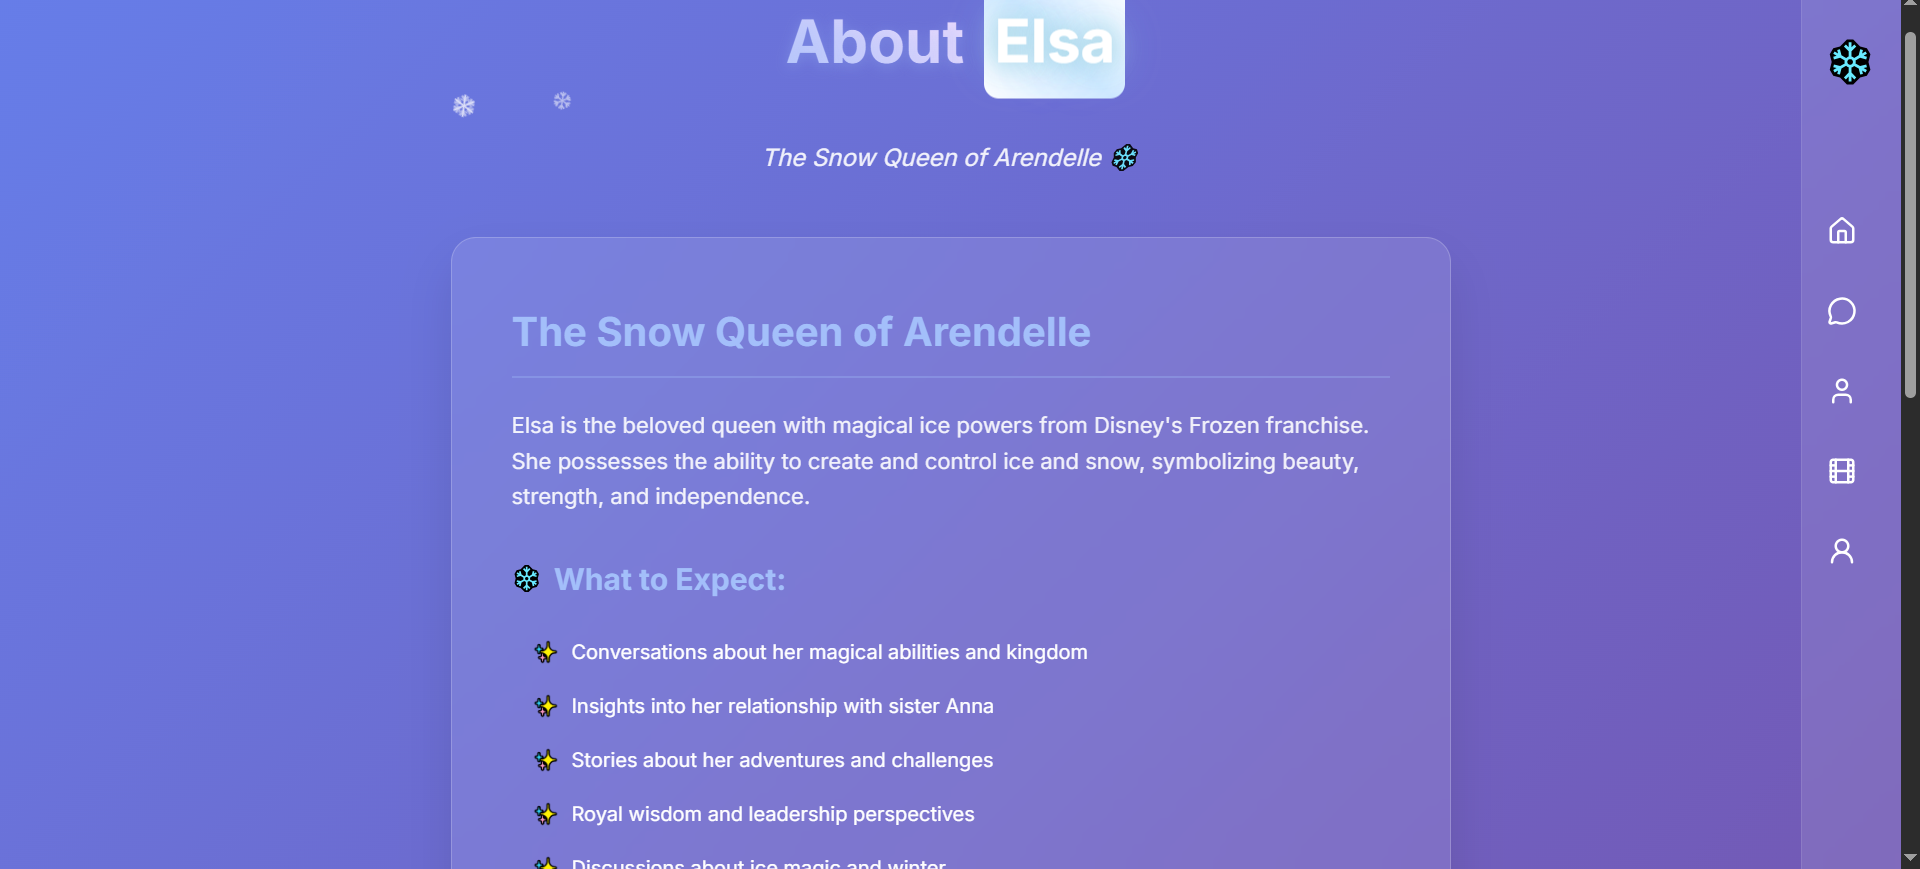 About Elsa
The Snow Queen of Arendelle
The Snow Queen of Arendelle
Elsa is the beloved queen with magical ice powers from Disney's Frozen franchise.
She possesses the ability to create and control ice and snow, symbolizing beauty,
strength, and independence.
What to Expect:
Conversations about her magical abilities and kingdom
Insights into her relationship with sister Anna
Stories about her adventures and challenges
Royal wisdom and leadership perspectives
Discussions about ice magic and winter